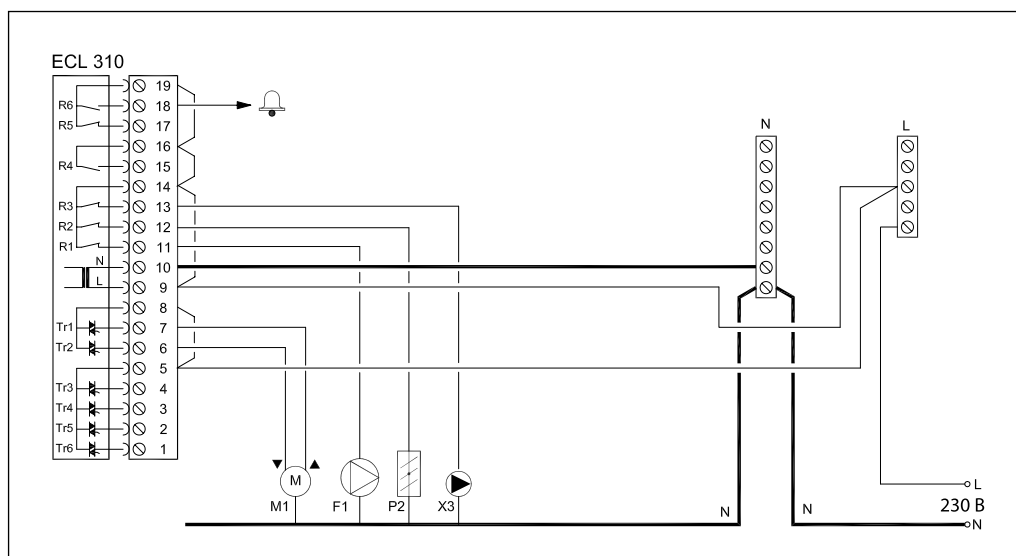 ECL 310
19
R6 18
R5 17
16
R4 15
14
R3 13
R2 12
R1 11
N 10
L 9
8
Tr1 7
Tr2 6
5
Tr3 4
Tr4 3
Tr5 2
Tr6 1
N
L
M
M1
F1
P2
X3
N
N
L
230 В
N